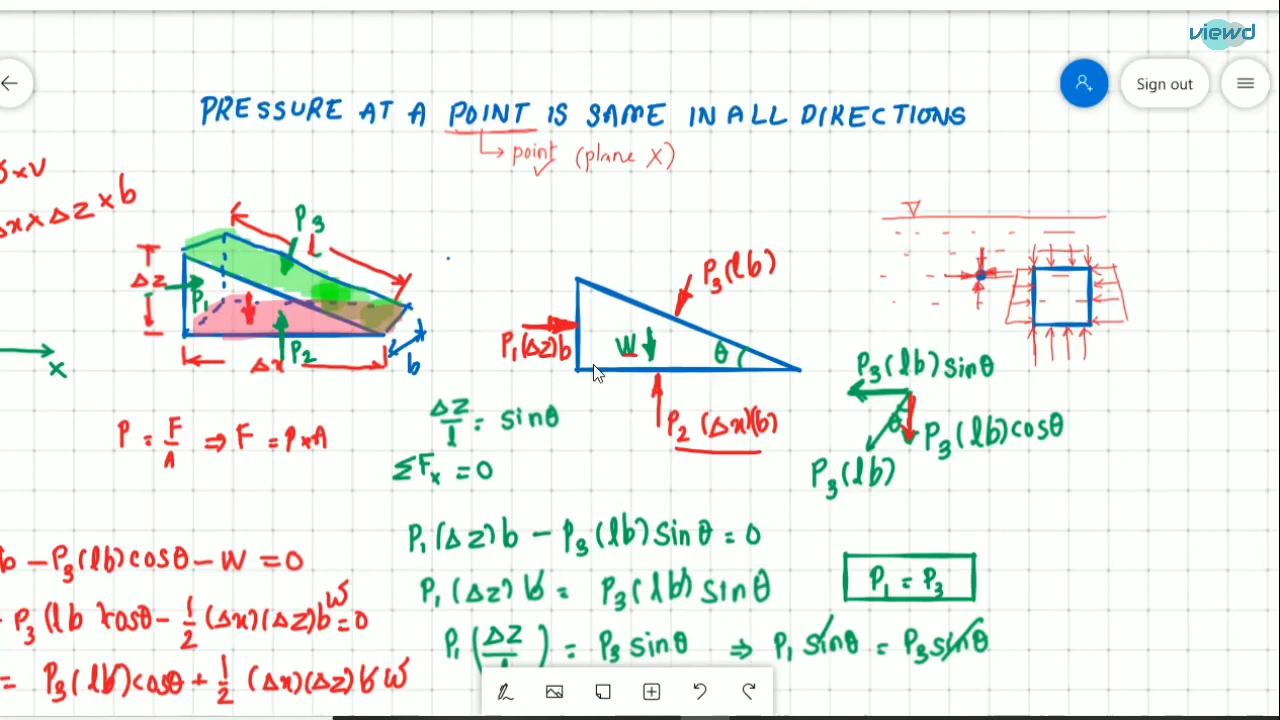 viewd
Sign out
PRESSURE AT A POINT IS SAME IN ALL DIRECTIONS
point (plane X)
Δx×Δz×b
P3
L
Δz
P1
P2
Δx
b
x
P3(lb)
P1(Δz)b
W
θ
P2 (Δx)(b)
P = F/A ⇒ F = P×A
Δz/l = sinθ
ΣFx = 0
P3(lb)sinθ
θ
P3(lb)cosθ
P3(lb)
P1(Δz)b − P3(lb)sinθ = 0
P1(Δz)b = P3(lb)sinθ
P1 = P3
P1(Δz/l) = P3 sinθ ⇒ P1 sinθ = P3 sinθ
b − P3(lb)cosθ − W = 0
P3(lb)cosθ − 1/2 (Δx)(Δz)bw = 0
= P3(lb)cosθ + 1/2 (Δx)(Δz)bw